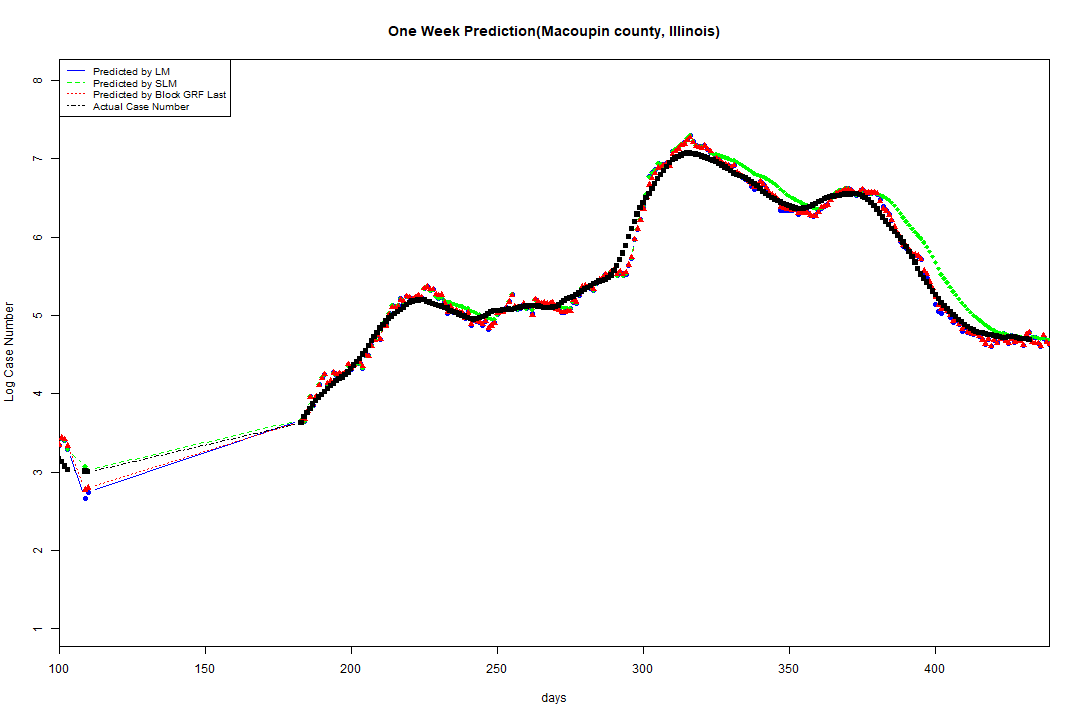 One Week Prediction(Macoupin county, Illinois)
Predicted by LM
Predicted by SLM
Predicted by Block GRF Last
Actual Case Number
8
7
6
5
4
3
2
1
Log Case Number
100 150 200 250 300 350 400
days